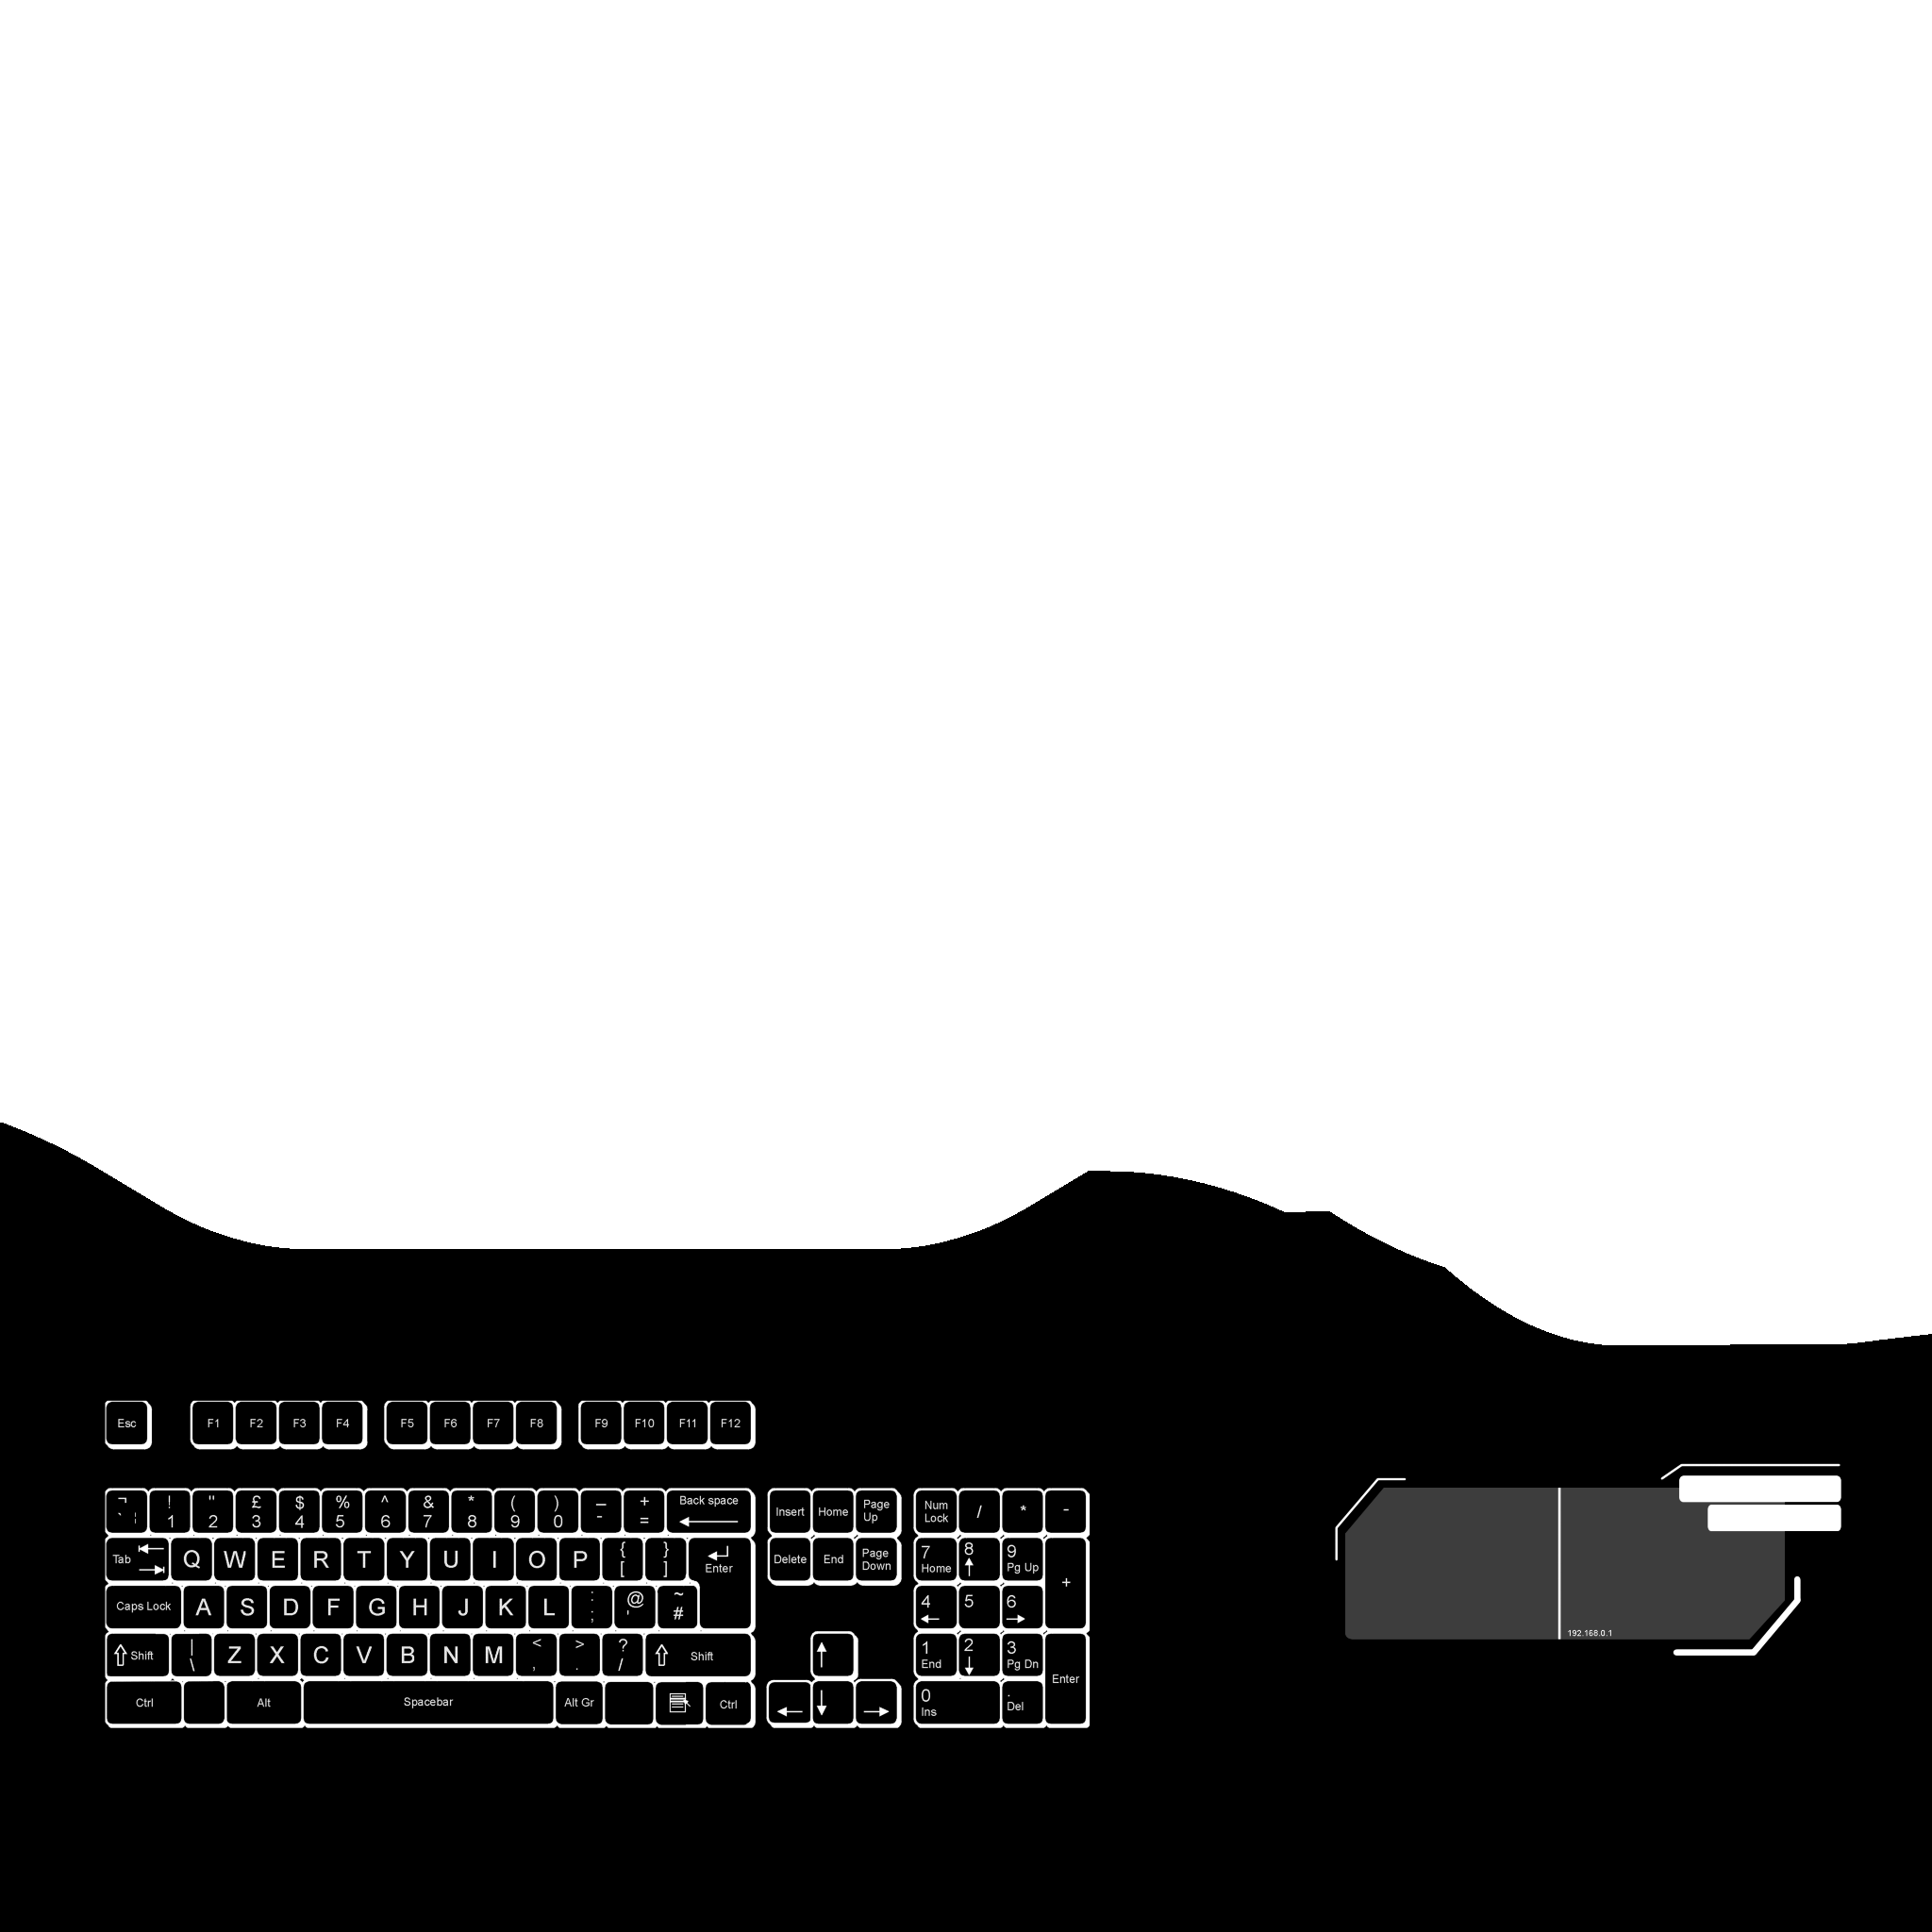 Esc F1 F2 F3 F4 F5 F6 F7 F8 F9 F10 F11 F12
¬ ! " £ $ % ^ & * ( ) _ + Back space Insert Home Page Up Num Lock / * -
` ¦ 1 2 3 4 5 6 7 8 9 0 - =
Tab Q W E R T Y U I O P { [ } ] Enter Delete End Page Down 7 Home 8 9 Pg Up +
Caps Lock A S D F G H J K L : ; @ ' ~ # 4 5 6
Shift | \ Z X C V B N M < , > . ? / Shift 1 End 2 3 Pg Dn Enter
Ctrl Alt Spacebar Alt Gr Ctrl 0 Ins . Del
192.168.0.1